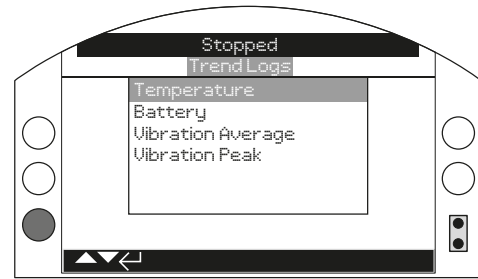 Stopped
Trend Logs
Temperature
Battery
Vibration Average
Vibration Peak